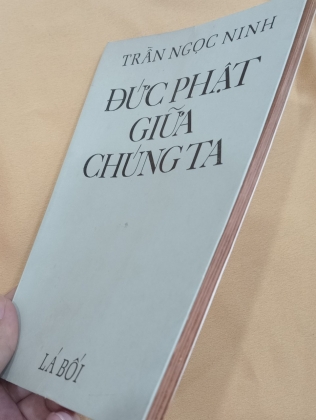 TRẦN NGỌC NINH
ĐỨC PHẬT
GIỮA
CHÚNG TA
LÁ BỐI